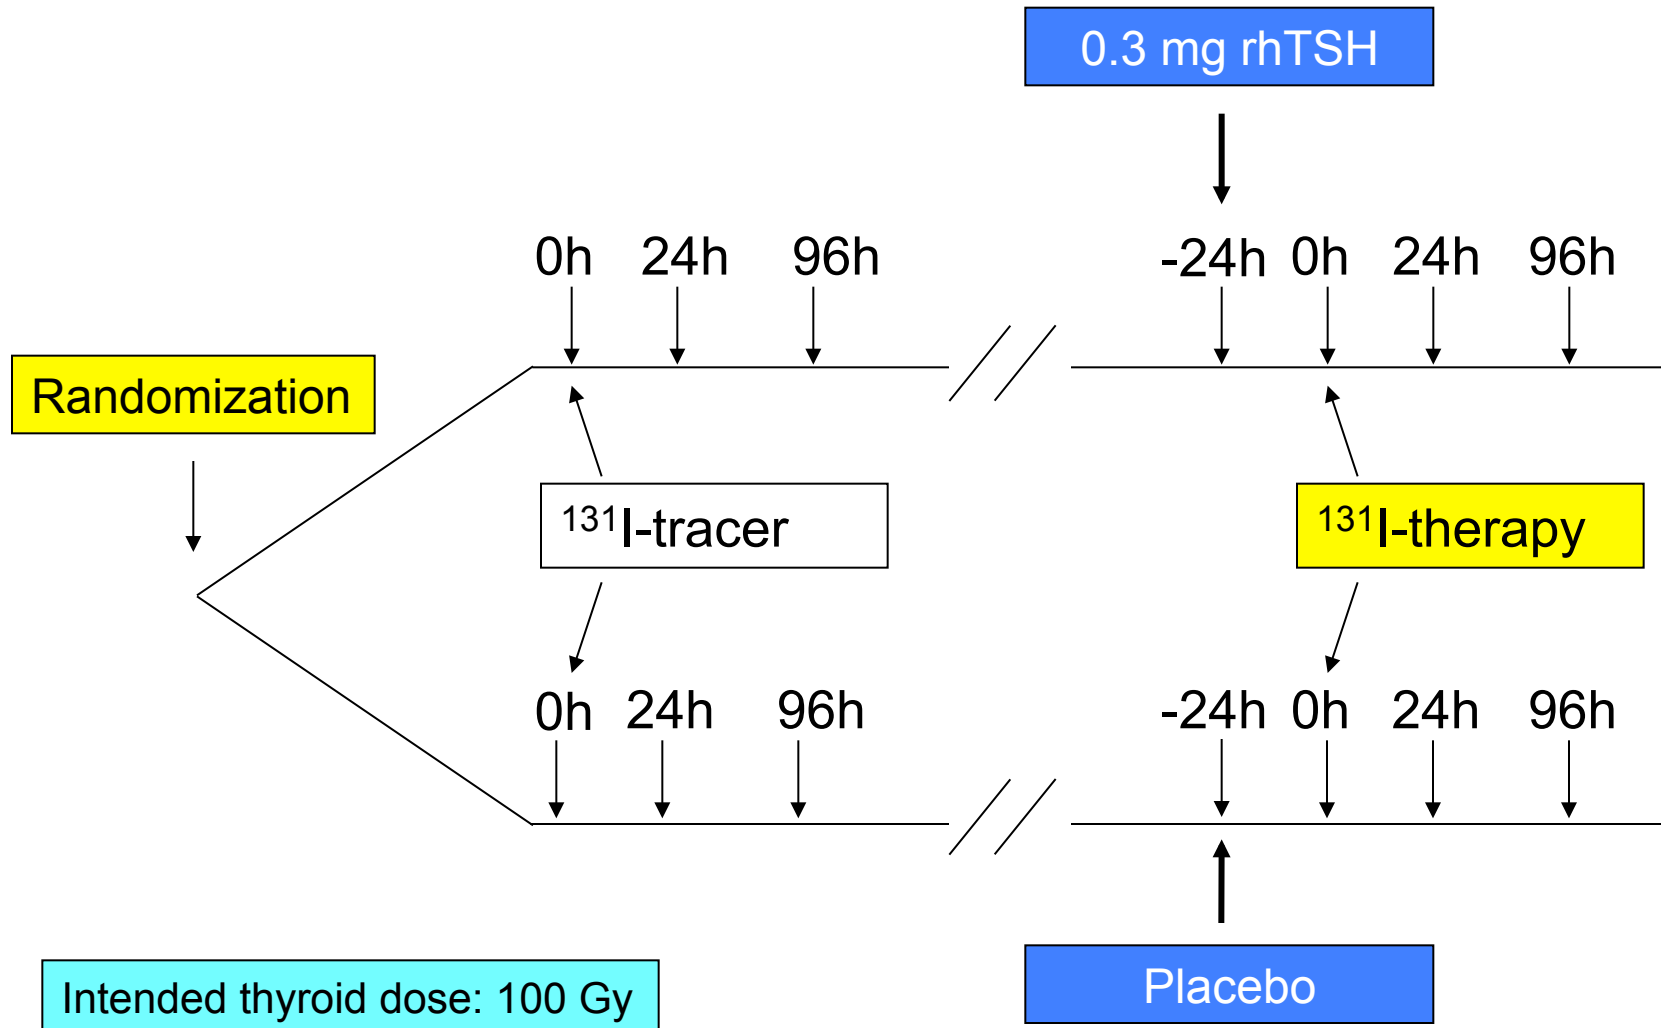 0.3 mg rhTSH
0h 24h 96h -24h 0h 24h 96h
Randomization
¹³¹I-tracer ¹³¹I-therapy
0h 24h 96h -24h 0h 24h 96h
Placebo
Intended thyroid dose: 100 Gy